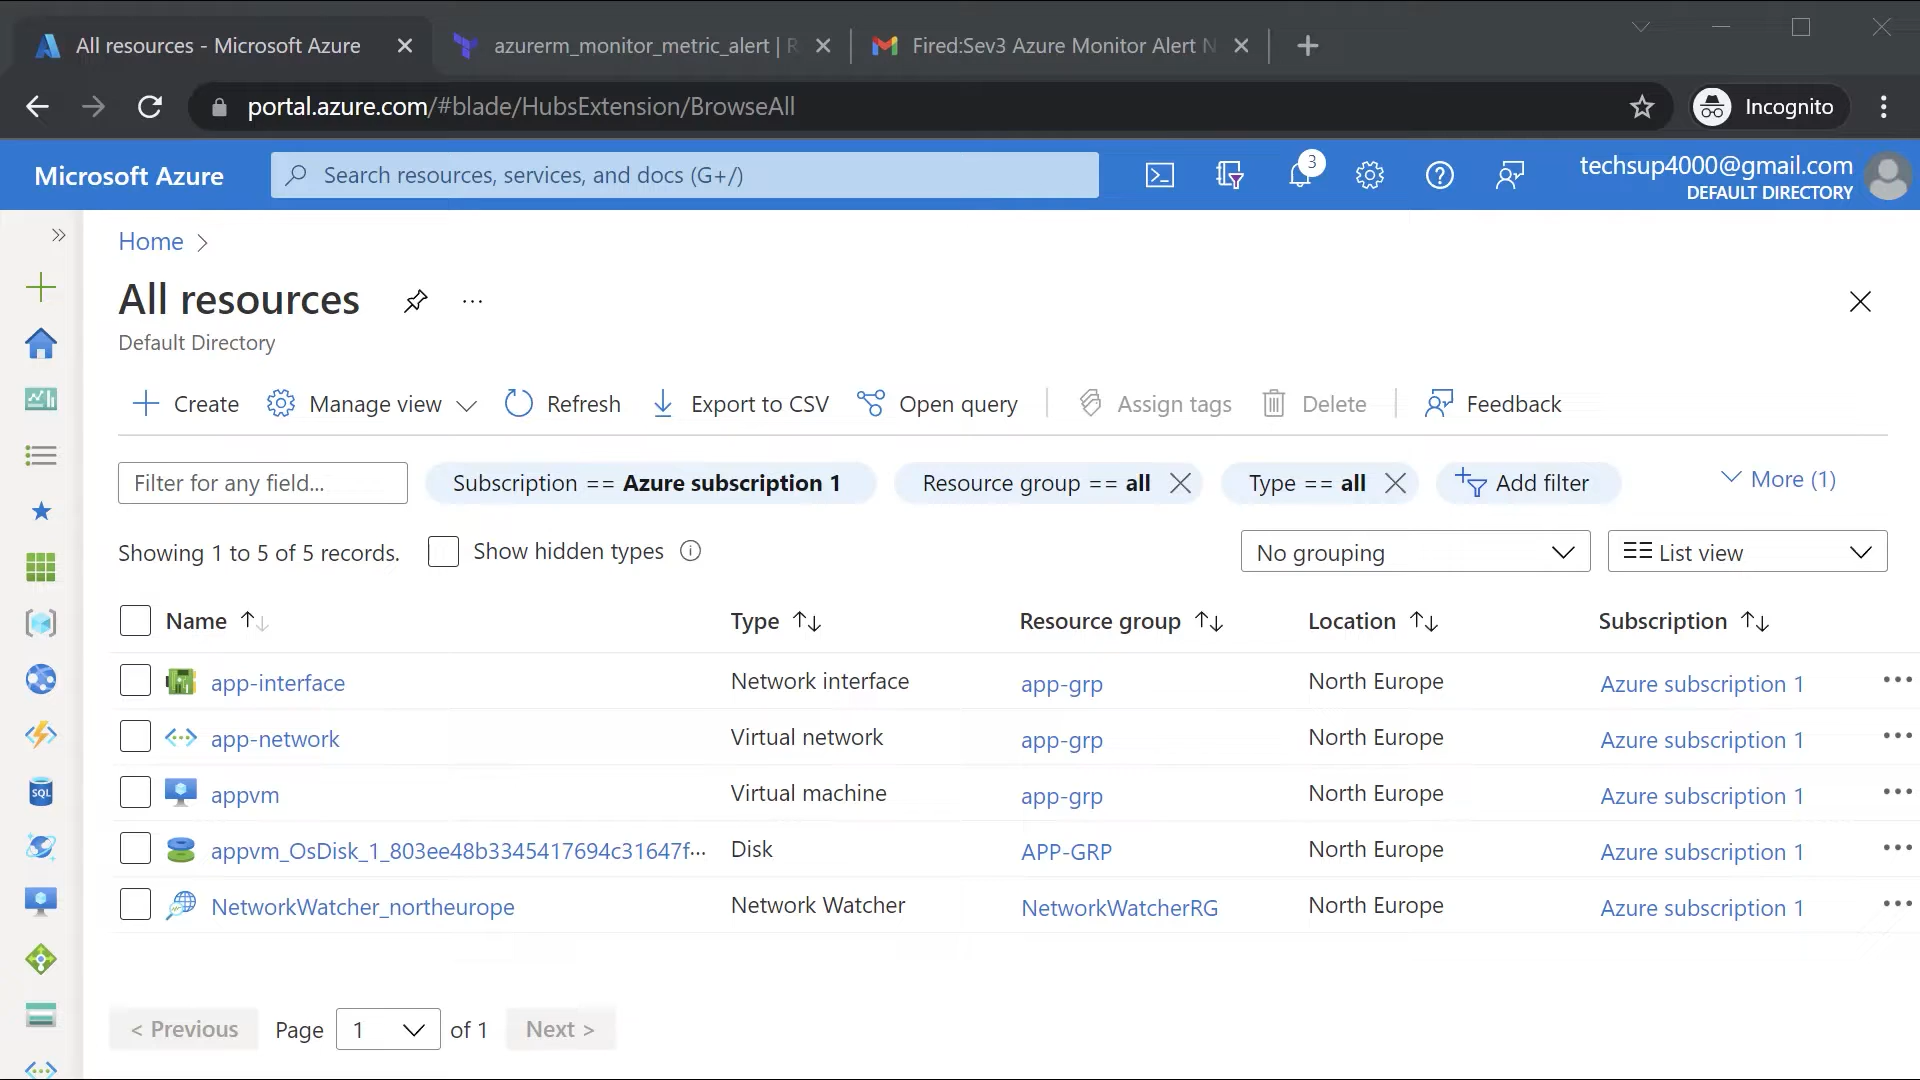 All resources - Microsoft Azure
azurerm_monitor_metric_alert | R
Fired:Sev3 Azure Monitor Alert N
portal.azure.com/#blade/HubsExtension/BrowseAll
Incognito
Microsoft Azure
Search resources, services, and docs (G+/)
3
techsup4000@gmail.com
DEFAULT DIRECTORY
Home
All resources
Default Directory
Create
Manage view
Refresh
Export to CSV
Open query
Assign tags
Delete
Feedback
Filter for any field...
Subscription == Azure subscription 1
Resource group == all
Type == all
Add filter
More (1)
Showing 1 to 5 of 5 records.
Show hidden types
No grouping
List view
Name
Type
Resource group
Location
Subscription
app-interface
Network interface
app-grp
North Europe
Azure subscription 1
app-network
Virtual network
app-grp
North Europe
Azure subscription 1
appvm
Virtual machine
app-grp
North Europe
Azure subscription 1
appvm_OsDisk_1_803ee48b3345417694c31647f···
Disk
APP-GRP
North Europe
Azure subscription 1
NetworkWatcher_northeurope
Network Watcher
NetworkWatcherRG
North Europe
Azure subscription 1
SQL
< Previous
Page
1
of 1
Next >